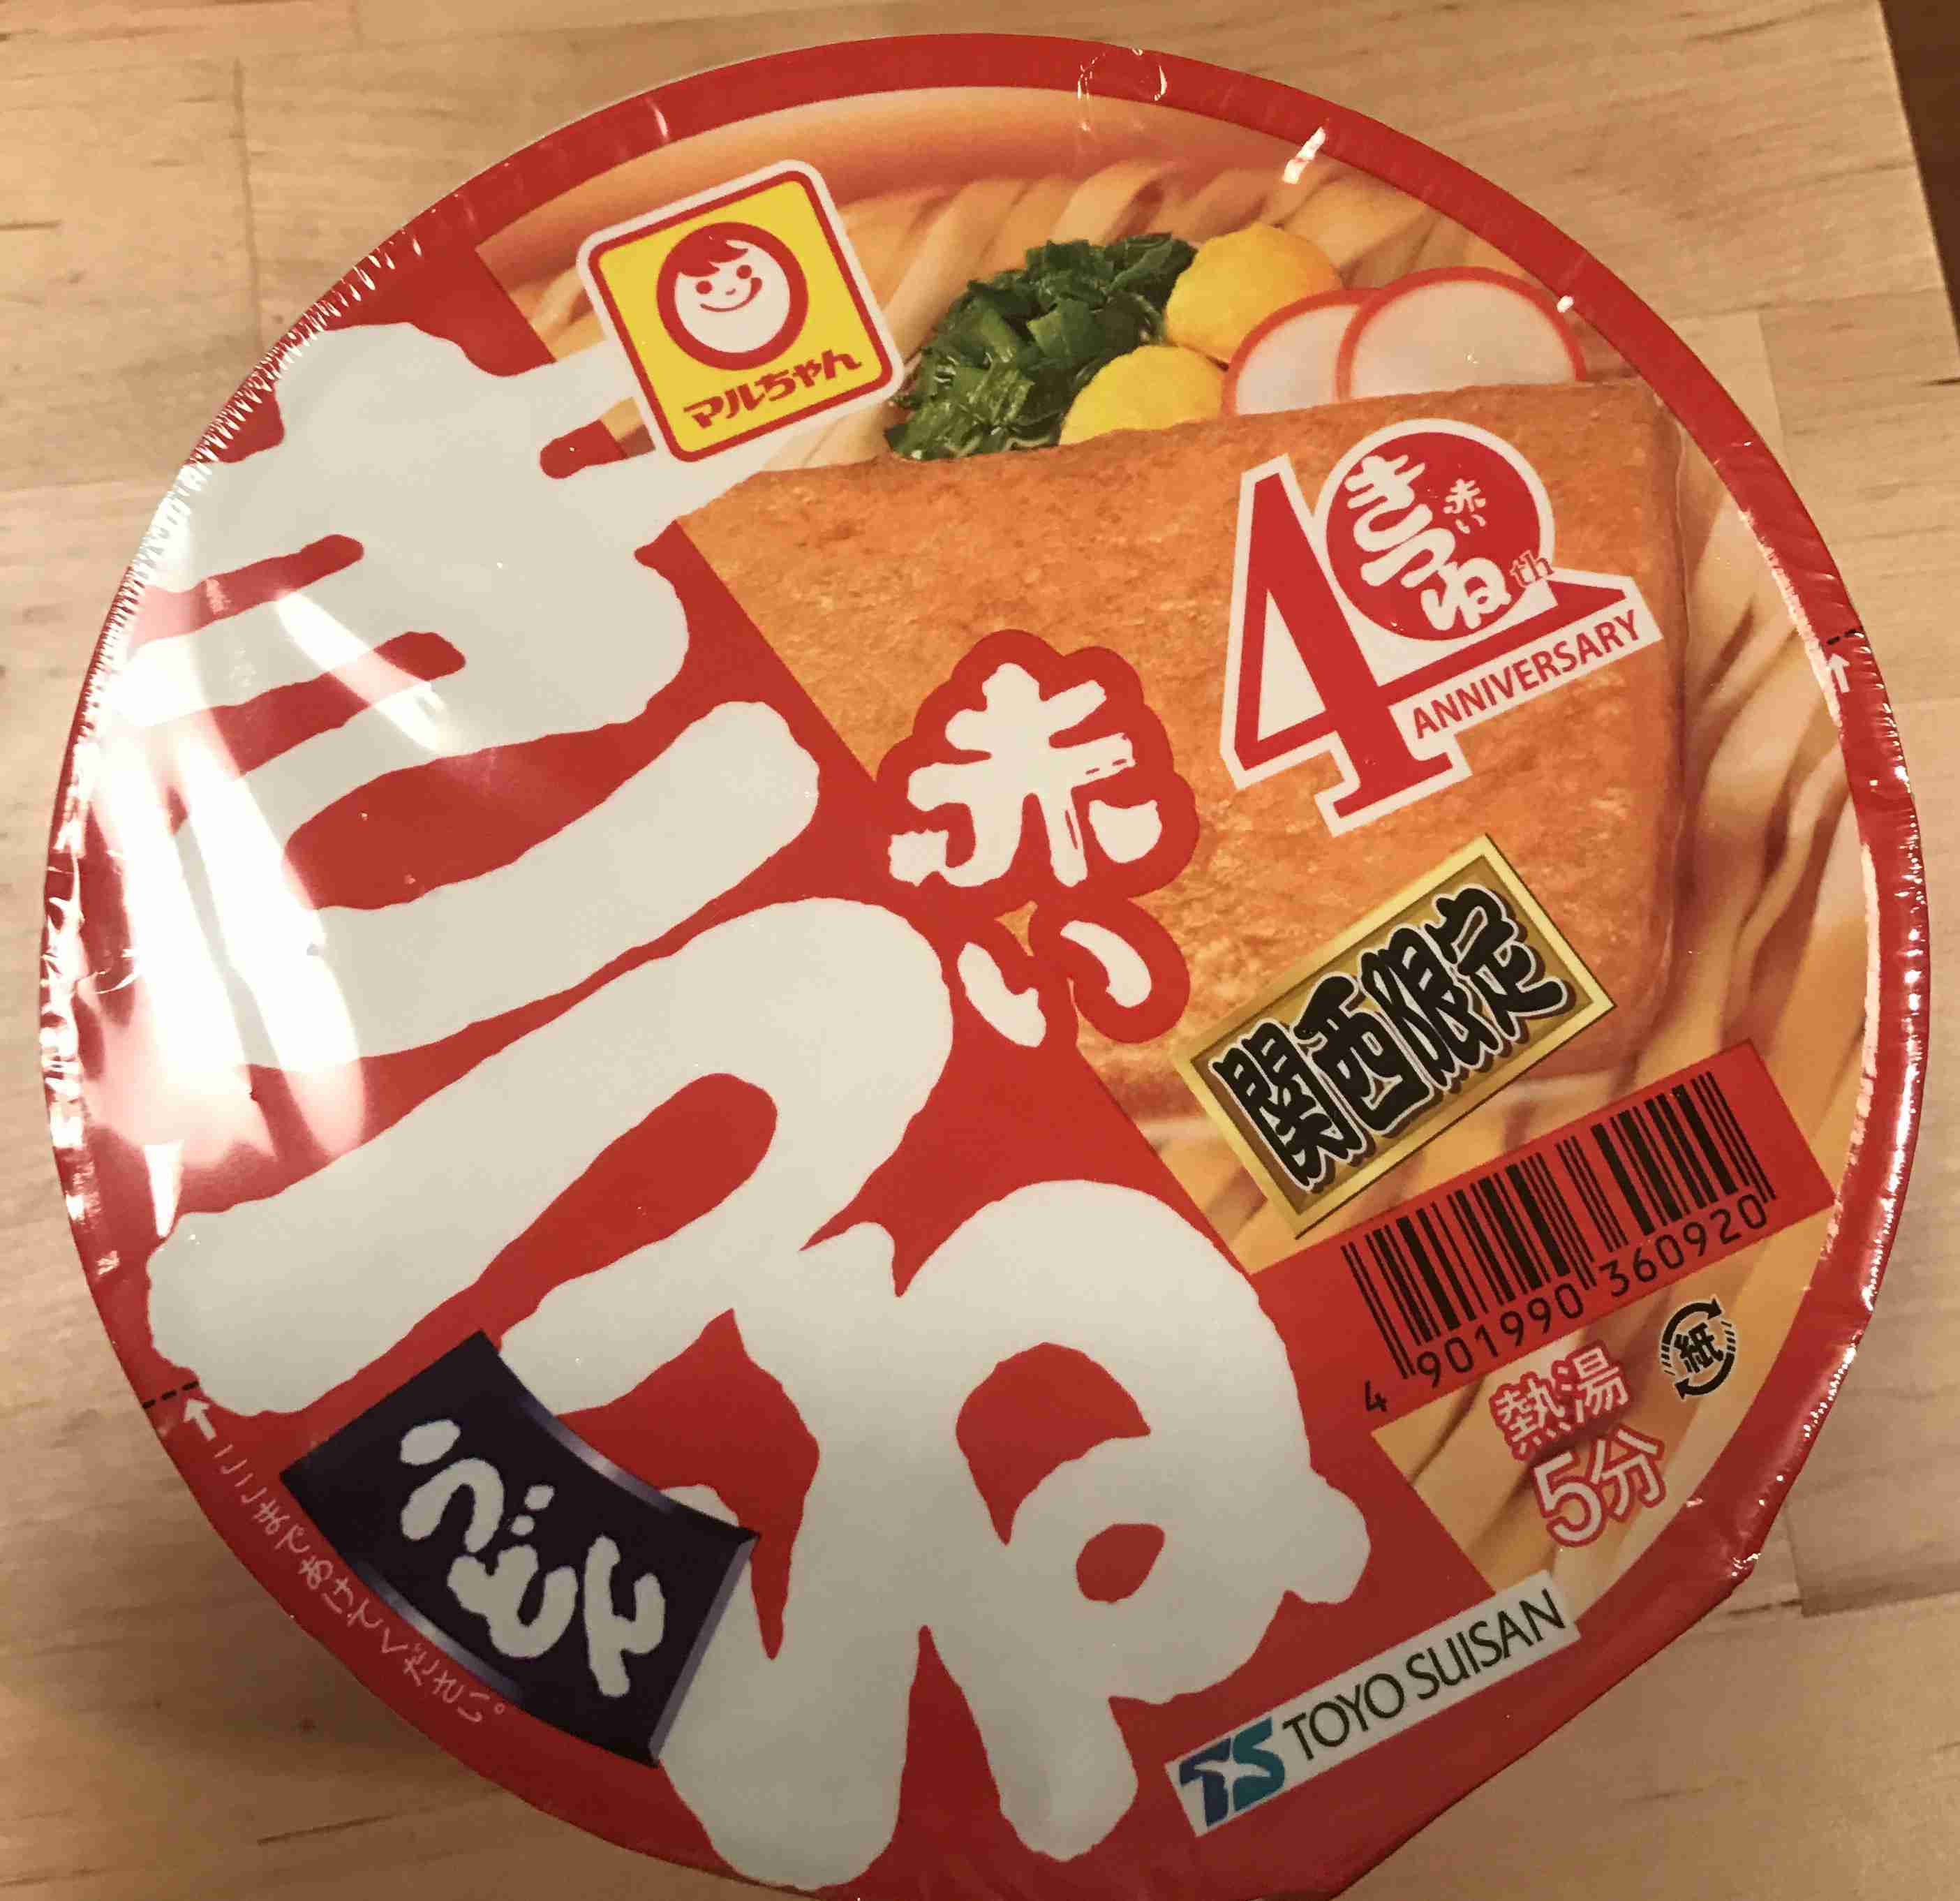 マルちゃん
赤い
きつね
うどん
40th
赤い
きつね
ANNIVERSARY
関西限定
4 901990 360920
紙
熱湯
5分
TS TOYO SUISAN
ここまであけてください。